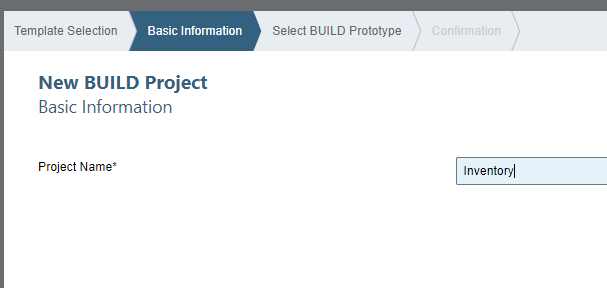 Template Selection Basic Information Select BUILD Prototype Confirmation
New BUILD Project
Basic Information
Project Name* Inventory